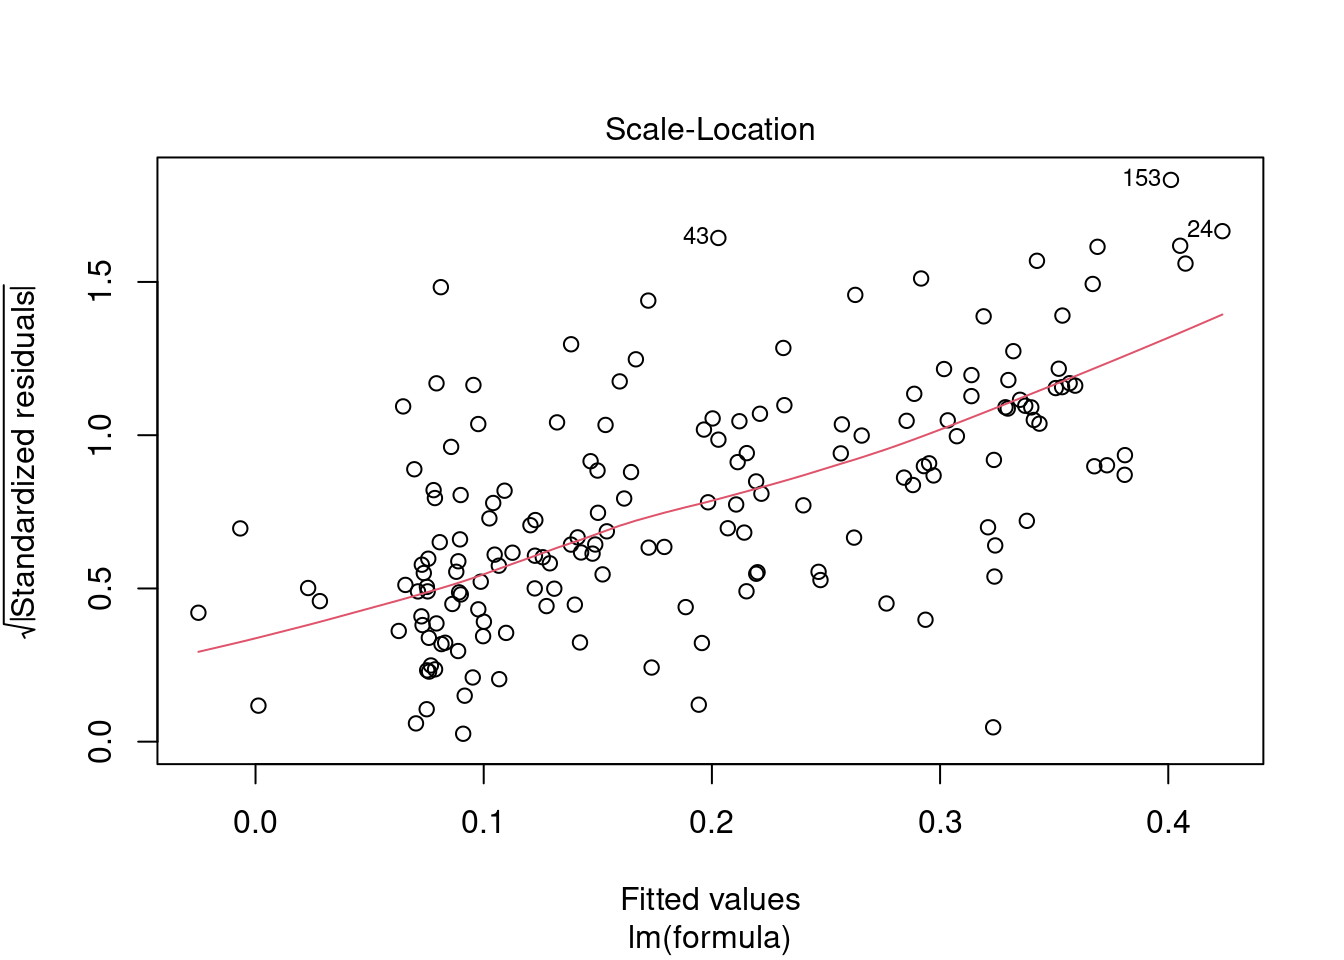 Scale-Location
√|Standardized residuals|
1.5
1.0
0.5
0.0
153
43
24
0.0 0.1 0.2 0.3 0.4
Fitted values
lm(formula)